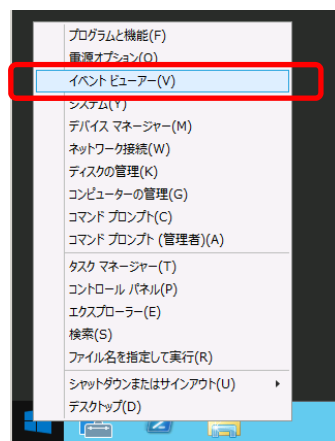 プログラムと機能(F)
電源オプション(O)
イベント ビューアー(V)
システム(Y)
デバイス マネージャー(M)
ネットワーク接続(W)
ディスクの管理(K)
コンピューターの管理(G)
コマンド プロンプト(C)
コマンド プロンプト (管理者)(A)
タスク マネージャー(T)
コントロール パネル(P)
エクスプローラー(E)
検索(S)
ファイル名を指定して実行(R)
シャットダウンまたはサインアウト(U)
デスクトップ(D)